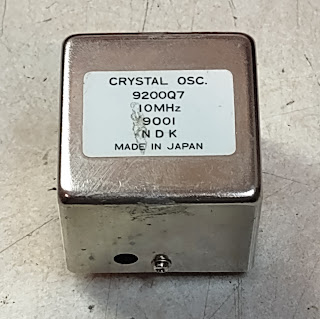 CRYSTAL OSC.
9200Q7
10MHz
9001
NDK
MADE IN JAPAN